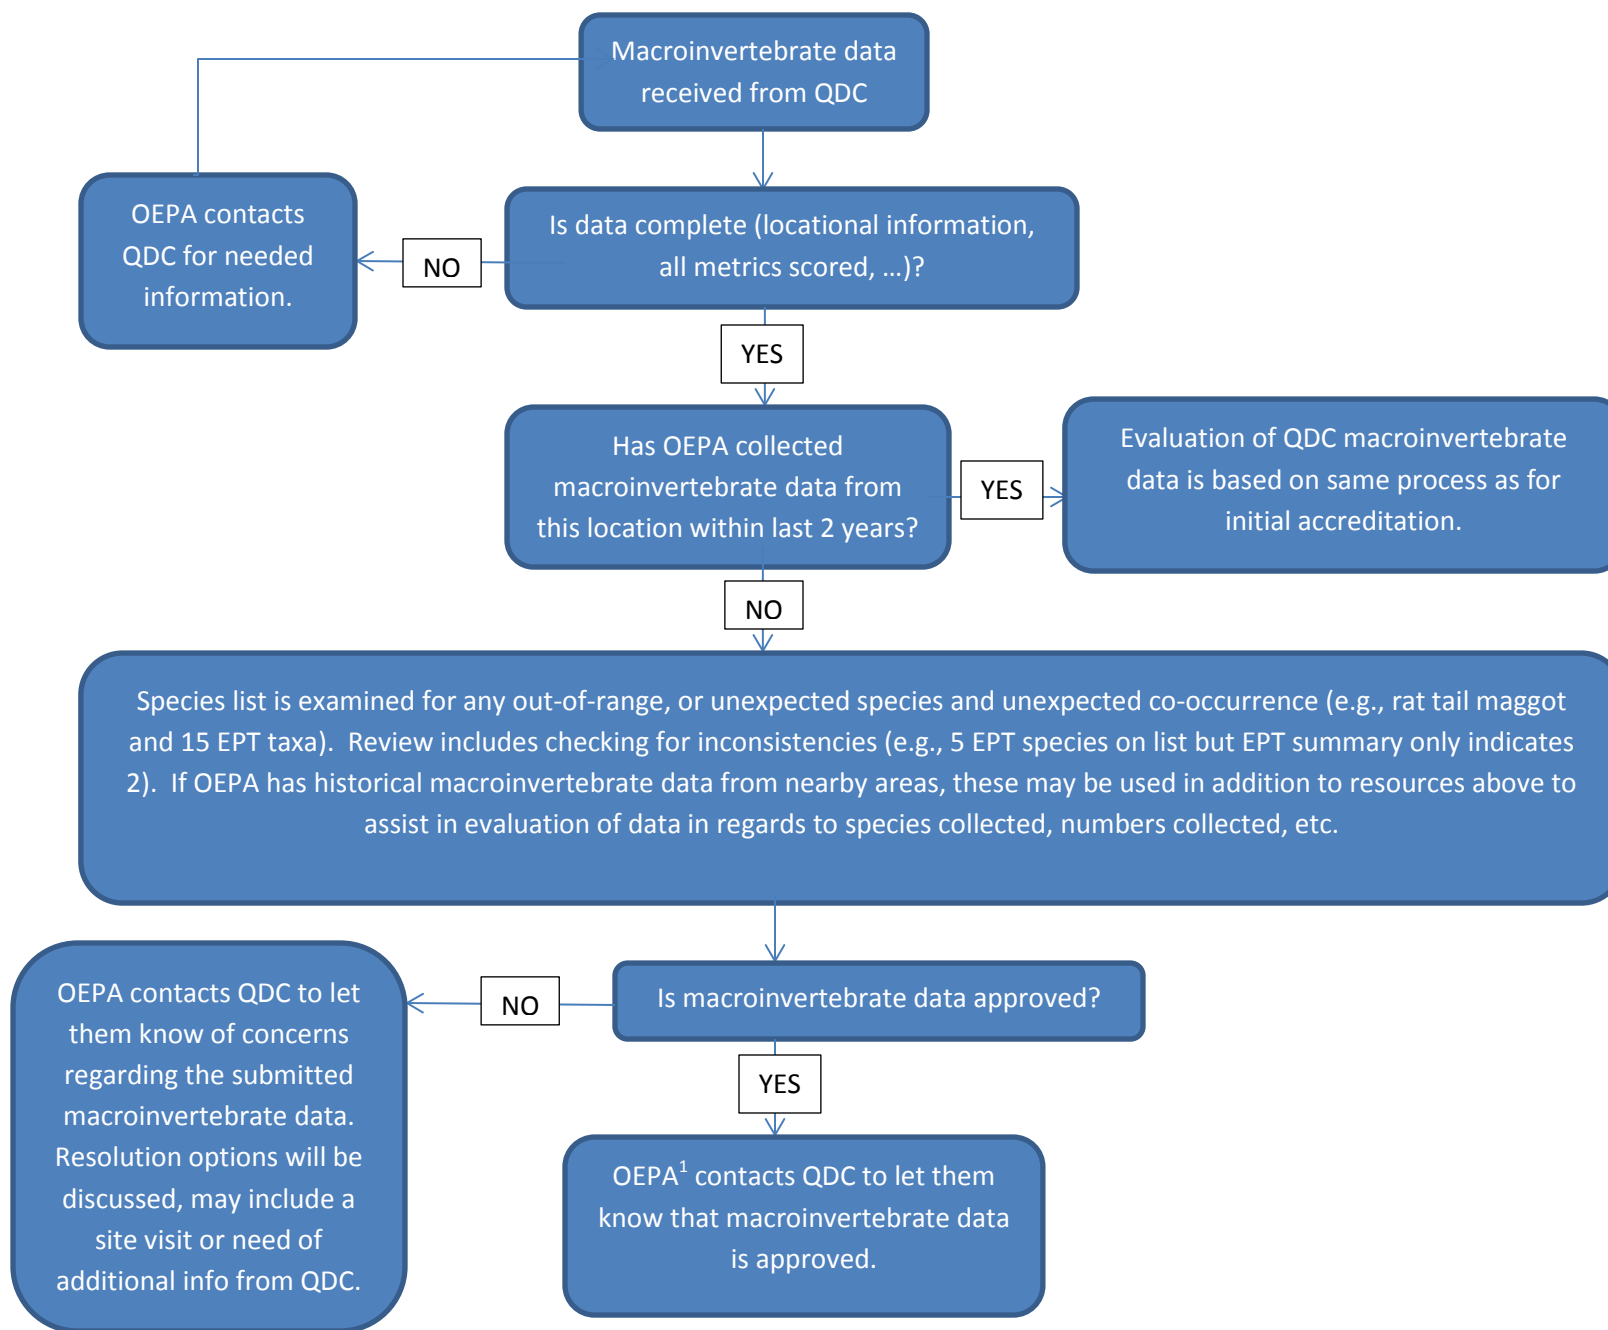 Macroinvertebrate data
received from QDC
OEPA contacts
QDC for needed
information.
NO
Is data complete (locational information,
all metrics scored, …)?
YES
Has OEPA collected
macroinvertebrate data from
this location within last 2 years?
YES
Evaluation of QDC macroinvertebrate
data is based on same process as for
initial accreditation.
NO
Species list is examined for any out-of-range, or unexpected species and unexpected co-occurrence (e.g., rat tail maggot
and 15 EPT taxa).  Review includes checking for inconsistencies (e.g., 5 EPT species on list but EPT summary only indicates
2).  If OEPA has historical macroinvertebrate data from nearby areas, these may be used in addition to resources above to
assist in evaluation of data in regards to species collected, numbers collected, etc.
Is macroinvertebrate data approved?
NO
OEPA contacts QDC to let
them know of concerns
regarding the submitted
macroinvertebrate data.
Resolution options will be
discussed, may include a
site visit or need of
additional info from QDC.
YES
OEPA¹ contacts QDC to let them
know that macroinvertebrate data
is approved.